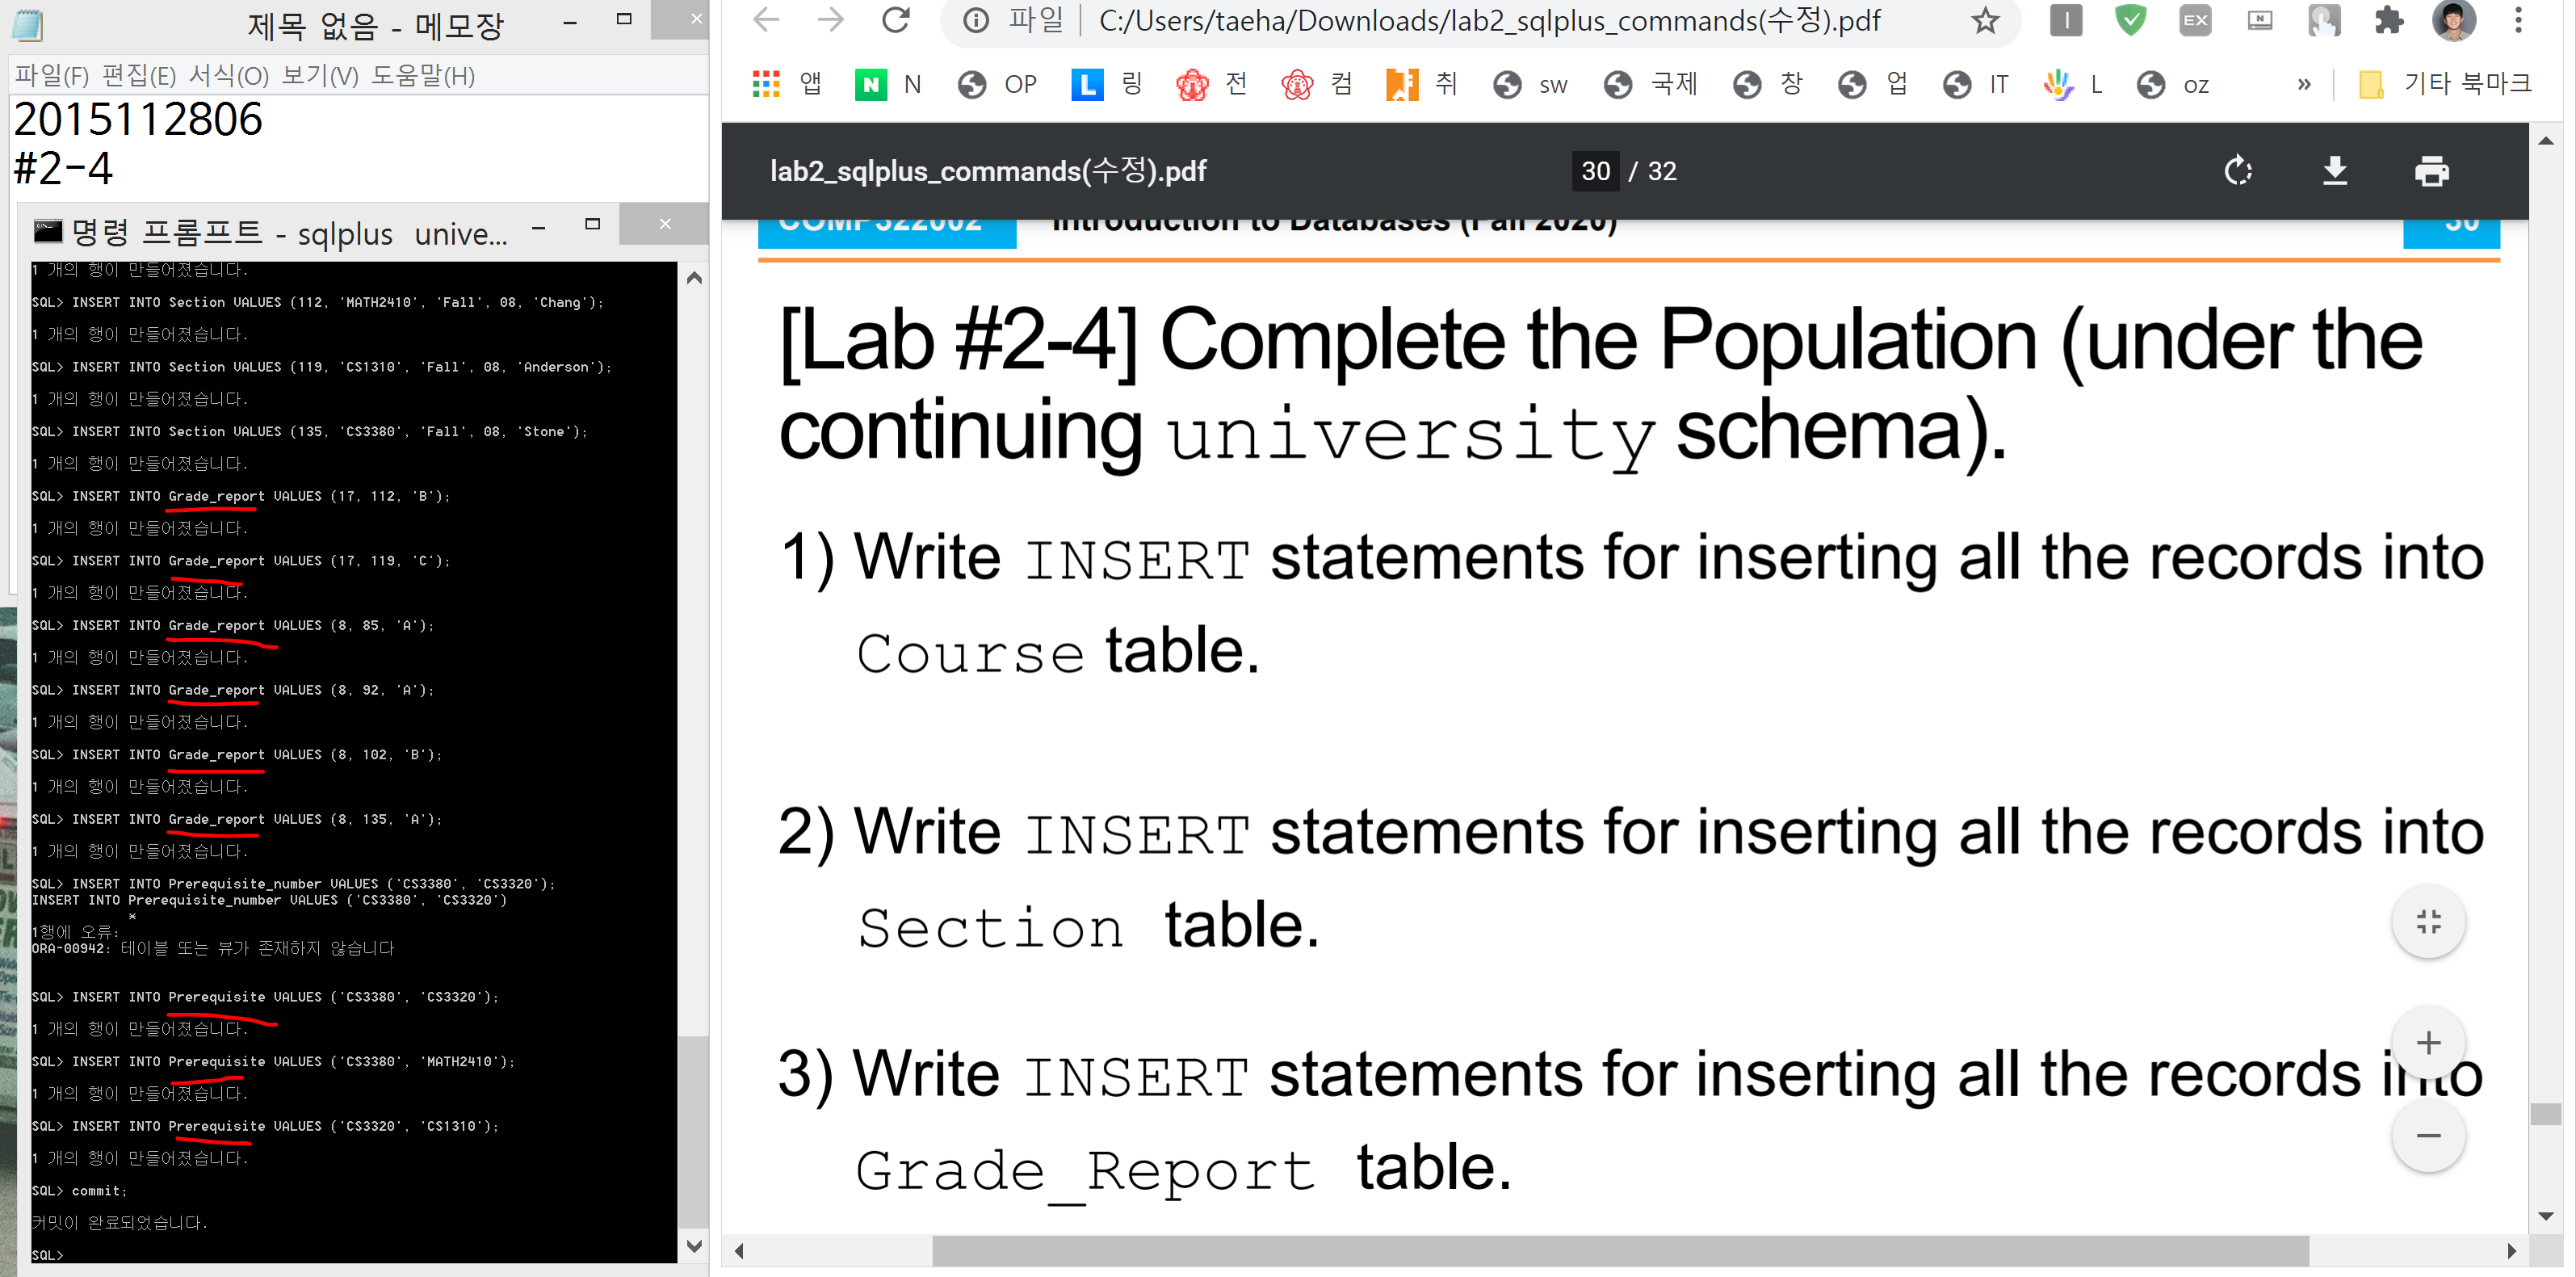 제목 없음 - 메모장
파일(F) 편집(E) 서식(O) 보기(V) 도움말(H)
2015112806
#2-4
명령 프롬프트 - sqlplus unive...
1 개의 행이 만들어졌습니다.
SQL> INSERT INTO Section VALUES (112, 'MATH2410', 'Fall', 08, 'Chang');
1 개의 행이 만들어졌습니다.
SQL> INSERT INTO Section VALUES (119, 'CS1310', 'Fall', 08, 'Anderson');
1 개의 행이 만들어졌습니다.
SQL> INSERT INTO Section VALUES (135, 'CS3380', 'Fall', 08, 'Stone');
1 개의 행이 만들어졌습니다.
SQL> INSERT INTO Grade_report VALUES (17, 112, 'B');
1 개의 행이 만들어졌습니다.
SQL> INSERT INTO Grade_report VALUES (17, 119, 'C');
1 개의 행이 만들어졌습니다.
SQL> INSERT INTO Grade_report VALUES (8, 85, 'A');
1 개의 행이 만들어졌습니다.
SQL> INSERT INTO Grade_report VALUES (8, 92, 'A');
1 개의 행이 만들어졌습니다.
SQL> INSERT INTO Grade_report VALUES (8, 102, 'B');
1 개의 행이 만들어졌습니다.
SQL> INSERT INTO Grade_report VALUES (8, 135, 'A');
1 개의 행이 만들어졌습니다.
SQL> INSERT INTO Prerequisite_number VALUES ('CS3380', 'CS3320');
INSERT INTO Prerequisite_number VALUES ('CS3380', 'CS3320')
*
1행에 오류:
ORA-00942: 테이블 또는 뷰가 존재하지 않습니다
SQL> INSERT INTO Prerequisite VALUES ('CS3380', 'CS3320');
1 개의 행이 만들어졌습니다.
SQL> INSERT INTO Prerequisite VALUES ('CS3380', 'MATH2410');
1 개의 행이 만들어졌습니다.
SQL> INSERT INTO Prerequisite VALUES ('CS3320', 'CS1310');
1 개의 행이 만들어졌습니다.
SQL> commit;
커밋이 완료되었습니다.
SQL>
파일 | C:/Users/taeha/Downloads/lab2_sqlplus_commands(수정).pdf
앱 N OP L 링 전 컴 취 sw 국제 창 업 IT L oz » 기타 북마크
lab2_sqlplus_commands(수정).pdf 30 / 32
COMP322002 Introduction to Databases (Fall 2020) 30
[Lab #2-4] Complete the Population (under the
continuing university schema).
1) Write INSERT statements for inserting all the records into
Course table.
2) Write INSERT statements for inserting all the records into
Section table.
3) Write INSERT statements for inserting all the records into
Grade_Report table.